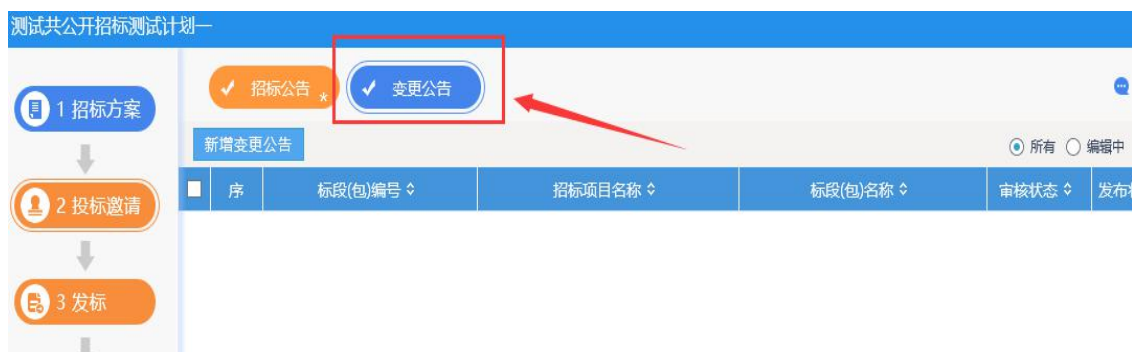 测试共公开招标测试计划一
招标公告 *
变更公告
1 招标方案
新增变更公告
所有 编辑中
序 标段(包)编号 招标项目名称 标段(包)名称 审核状态 发布
2 投标邀请
3 发标